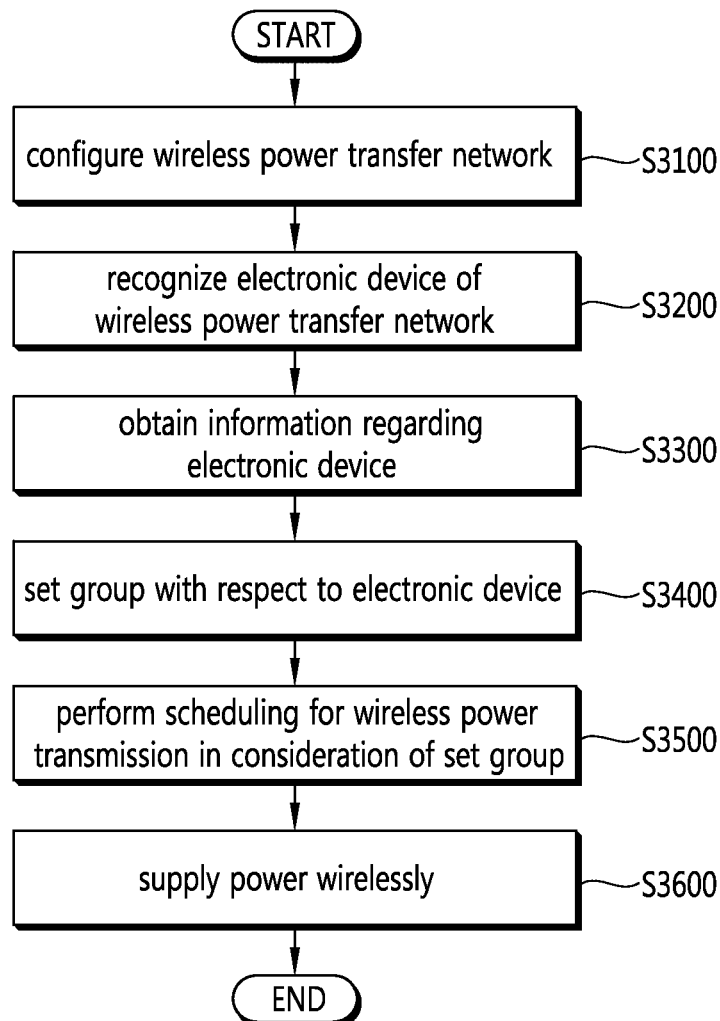 START
configure wireless power transfer network
S3100
recognize electronic device of
wireless power transfer network
S3200
obtain information regarding
electronic device
S3300
set group with respect to electronic device
S3400
perform scheduling for wireless power
transmission in consideration of set group
S3500
supply power wirelessly
S3600
END